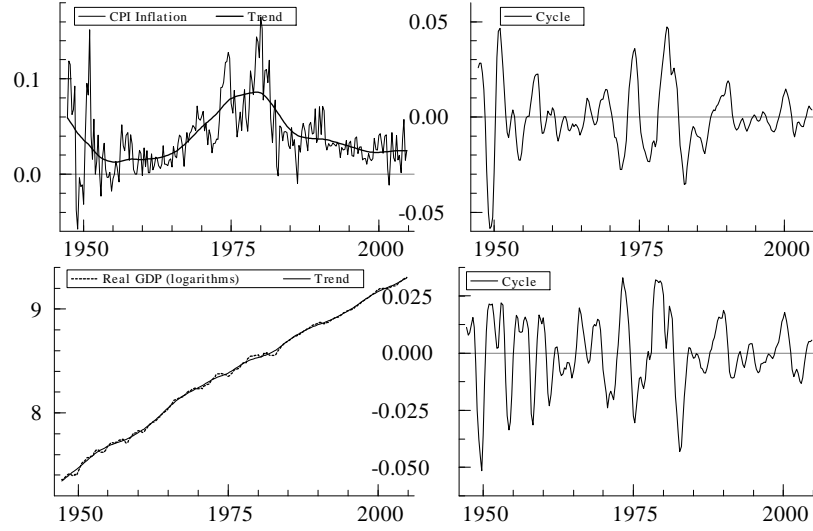 CPI Inflation Trend
0.1
0.0
1950 1975 2000
Cycle
0.05
0.00
-0.05
1950 1975 2000
Real GDP (logarithms) Trend
9
8
1950 1975 2000
Cycle
0.025
0.000
-0.025
-0.050
1950 1975 2000